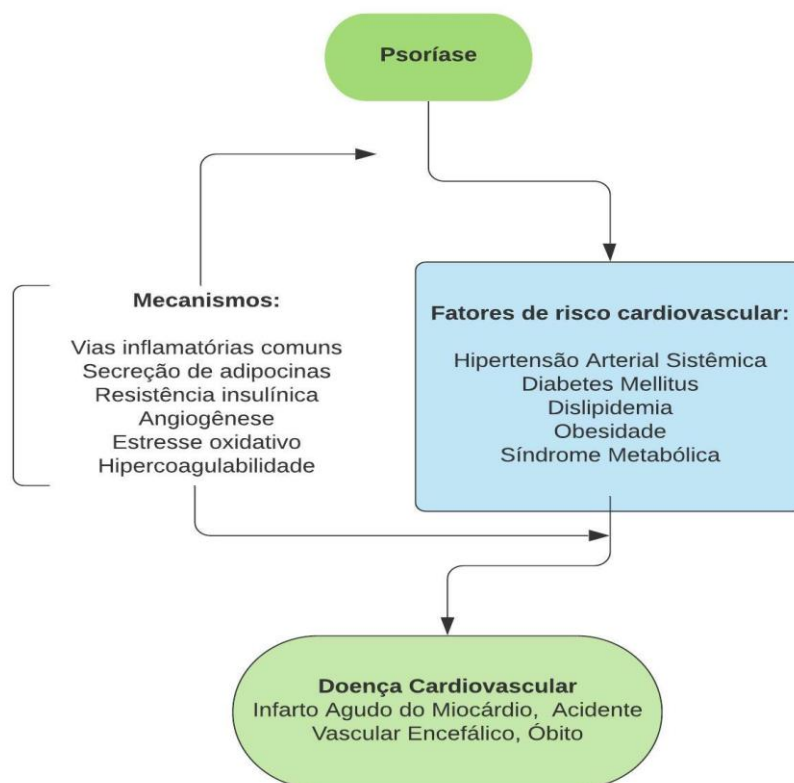 Psoríase
Mecanismos:
Vias inflamatórias comuns
Secreção de adipocinas
Resistência insulínica
Angiogênese
Estresse oxidativo
Hipercoagulabilidade
Fatores de risco cardiovascular:
Hipertensão Arterial Sistêmica
Diabetes Mellitus
Dislipidemia
Obesidade
Síndrome Metabólica
Doença Cardiovascular
Infarto Agudo do Miocárdio, Acidente
Vascular Encefálico, Óbito